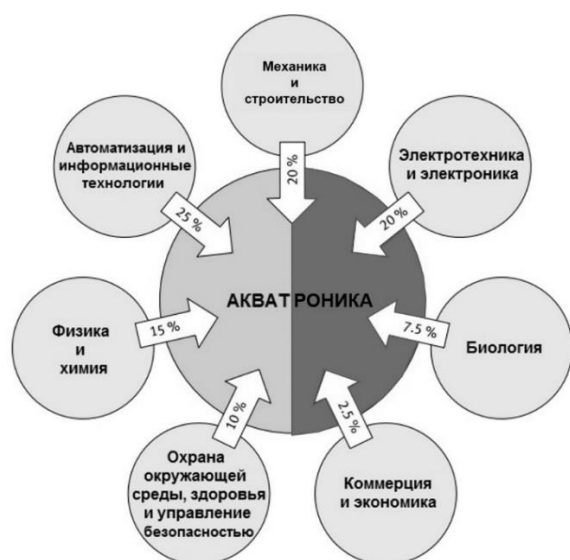 Механика
и
строительство
20 %
Электротехника
и электроника
20 %
Биология
7.5 %
Коммерция
и экономика
2.5 %
Охрана
окружающей
среды, здоровья
и управление
безопасностью
10 %
Физика
и
химия
15 %
Автоматизация и
информационные
технологии
25 %
АКВАТРОНИКА